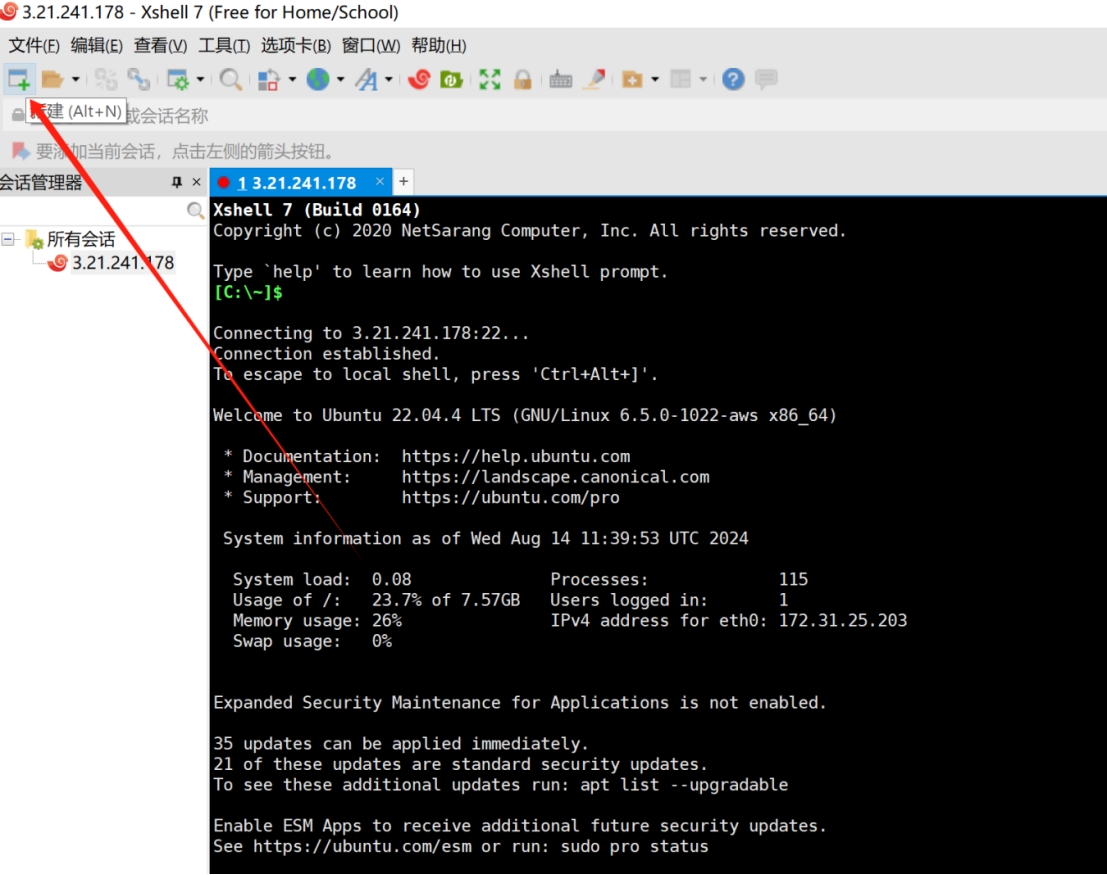 3.21.241.178 - Xshell 7 (Free for Home/School)
文件(F) 编辑(E) 查看(V) 工具(T) 选项卡(B) 窗口(W) 帮助(H)
建 (Alt+N)
或会话名称
要添加当前会话，点击左侧的箭头按钮。
会话管理器
1 3.21.241.178 × +
所有会话
3.21.241.178
Xshell 7 (Build 0164)
Copyright (c) 2020 NetSarang Computer, Inc. All rights reserved.
Type `help' to learn how to use Xshell prompt.
[C:\~]$
Connecting to 3.21.241.178:22...
Connection established.
To escape to local shell, press 'Ctrl+Alt+]'.
Welcome to Ubuntu 22.04.4 LTS (GNU/Linux 6.5.0-1022-aws x86_64)
* Documentation: https://help.ubuntu.com
* Management: https://landscape.canonical.com
* Support: https://ubuntu.com/pro
System information as of Wed Aug 14 11:39:53 UTC 2024
System load: 0.08 Processes: 115
Usage of /: 23.7% of 7.57GB Users logged in: 1
Memory usage: 26% IPv4 address for eth0: 172.31.25.203
Swap usage: 0%
Expanded Security Maintenance for Applications is not enabled.
35 updates can be applied immediately.
21 of these updates are standard security updates.
To see these additional updates run: apt list --upgradable
Enable ESM Apps to receive additional future security updates.
See https://ubuntu.com/esm or run: sudo pro status